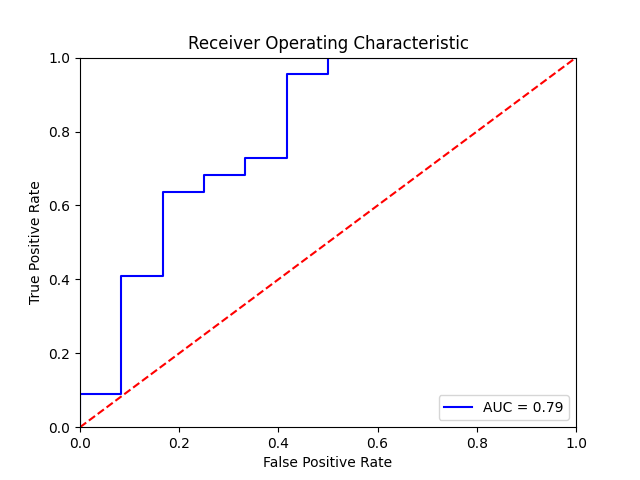 Receiver Operating Characteristic
True Positive Rate
1.0
0.8
0.6
0.4
0.2
0.0
AUC = 0.79
0.0 0.2 0.4 0.6 0.8 1.0
False Positive Rate